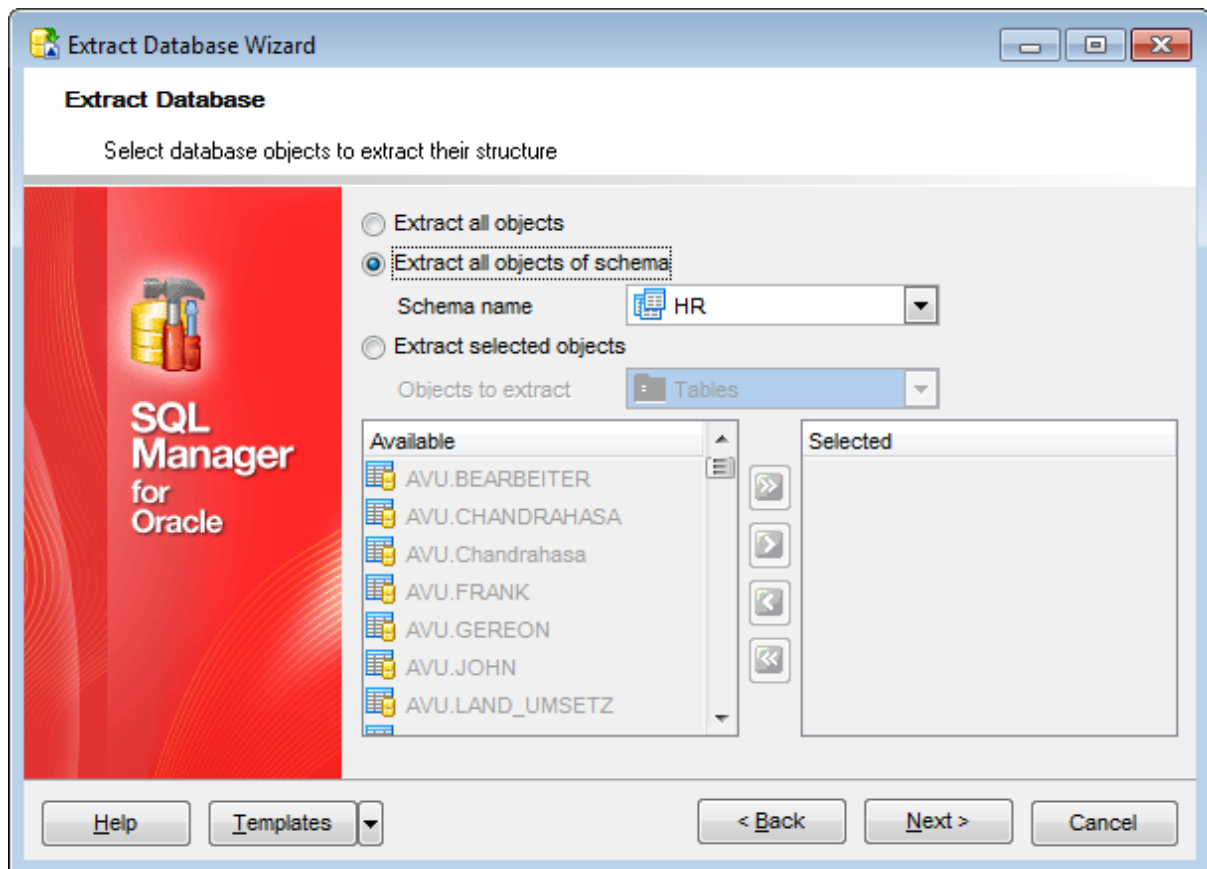 Extract Database Wizard
Extract Database
Select database objects to extract their structure
SQL
Manager
for
Oracle
Extract all objects
Extract all objects of schema
Schema name HR
Extract selected objects
Objects to extract Tables
Available
AVU.BEARBEITER
AVU.CHANDRAHASA
AVU.Chandrahasa
AVU.FRANK
AVU.GEREON
AVU.JOHN
AVU.LAND_UMSETZ
Selected
Help Templates < Back Next > Cancel